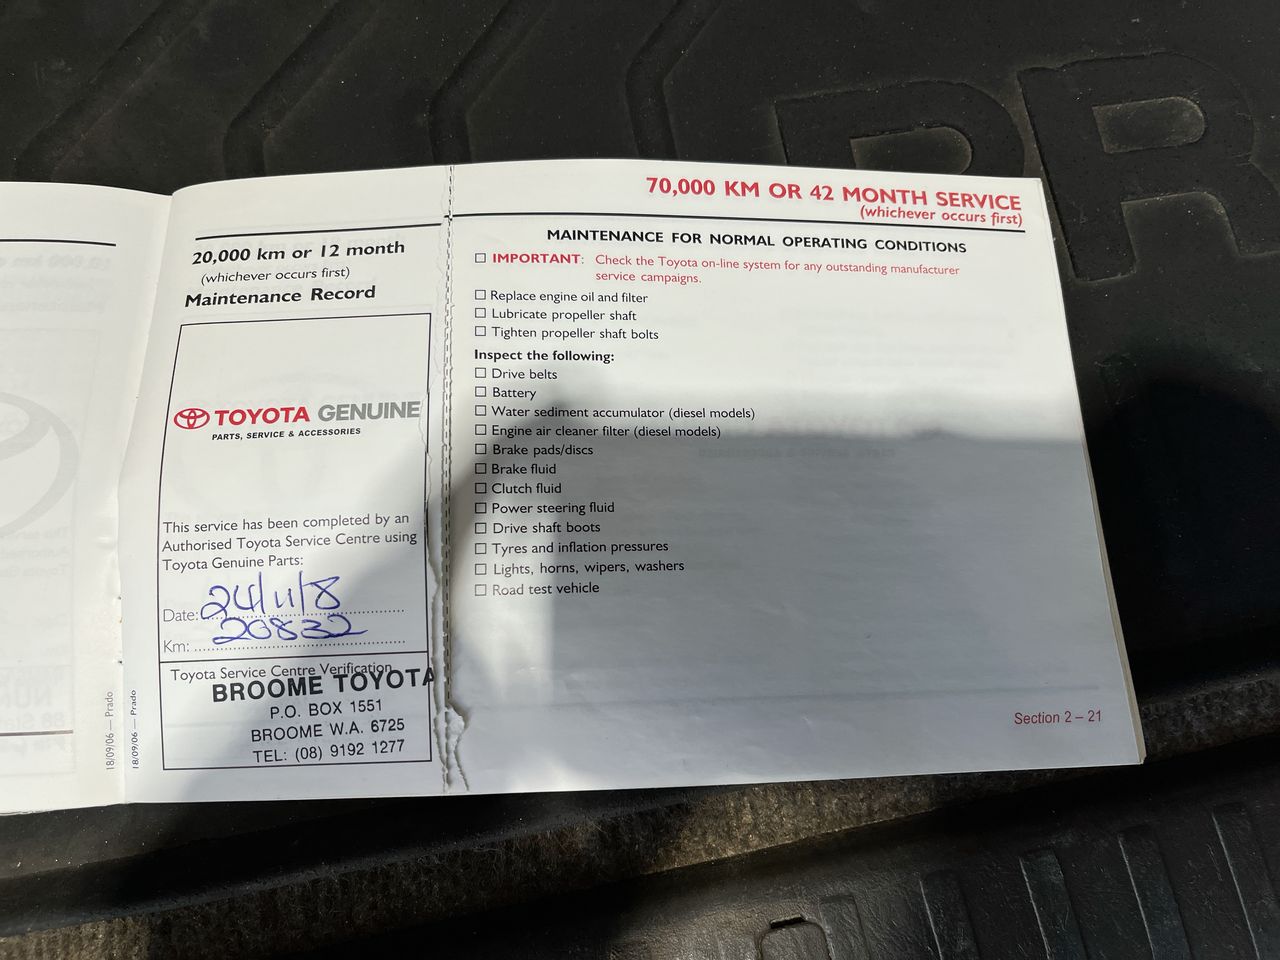 20,000 km or 12 month
(whichever occurs first)
Maintenance Record
TOYOTA GENUINE
PARTS, SERVICE & ACCESSORIES
This service has been completed by an
Authorised Toyota Service Centre using
Toyota Genuine Parts:
Date: 24/11/8
Km: 20832
Toyota Service Centre Verification
BROOME TOYOTA
P.O. BOX 1551
BROOME W.A. 6725
TEL: (08) 9192 1277
18/09/06 — Prado
18/09/06 — Prado
70,000 KM OR 42 MONTH SERVICE
(whichever occurs first)
MAINTENANCE FOR NORMAL OPERATING CONDITIONS
IMPORTANT: Check the Toyota on-line system for any outstanding manufacturer
service campaigns.
Replace engine oil and filter
Lubricate propeller shaft
Tighten propeller shaft bolts
Inspect the following:
Drive belts
Battery
Water sediment accumulator (diesel models)
Engine air cleaner filter (diesel models)
Brake pads/discs
Brake fluid
Clutch fluid
Power steering fluid
Drive shaft boots
Tyres and inflation pressures
Lights, horns, wipers, washers
Road test vehicle
Section 2 – 21
PR